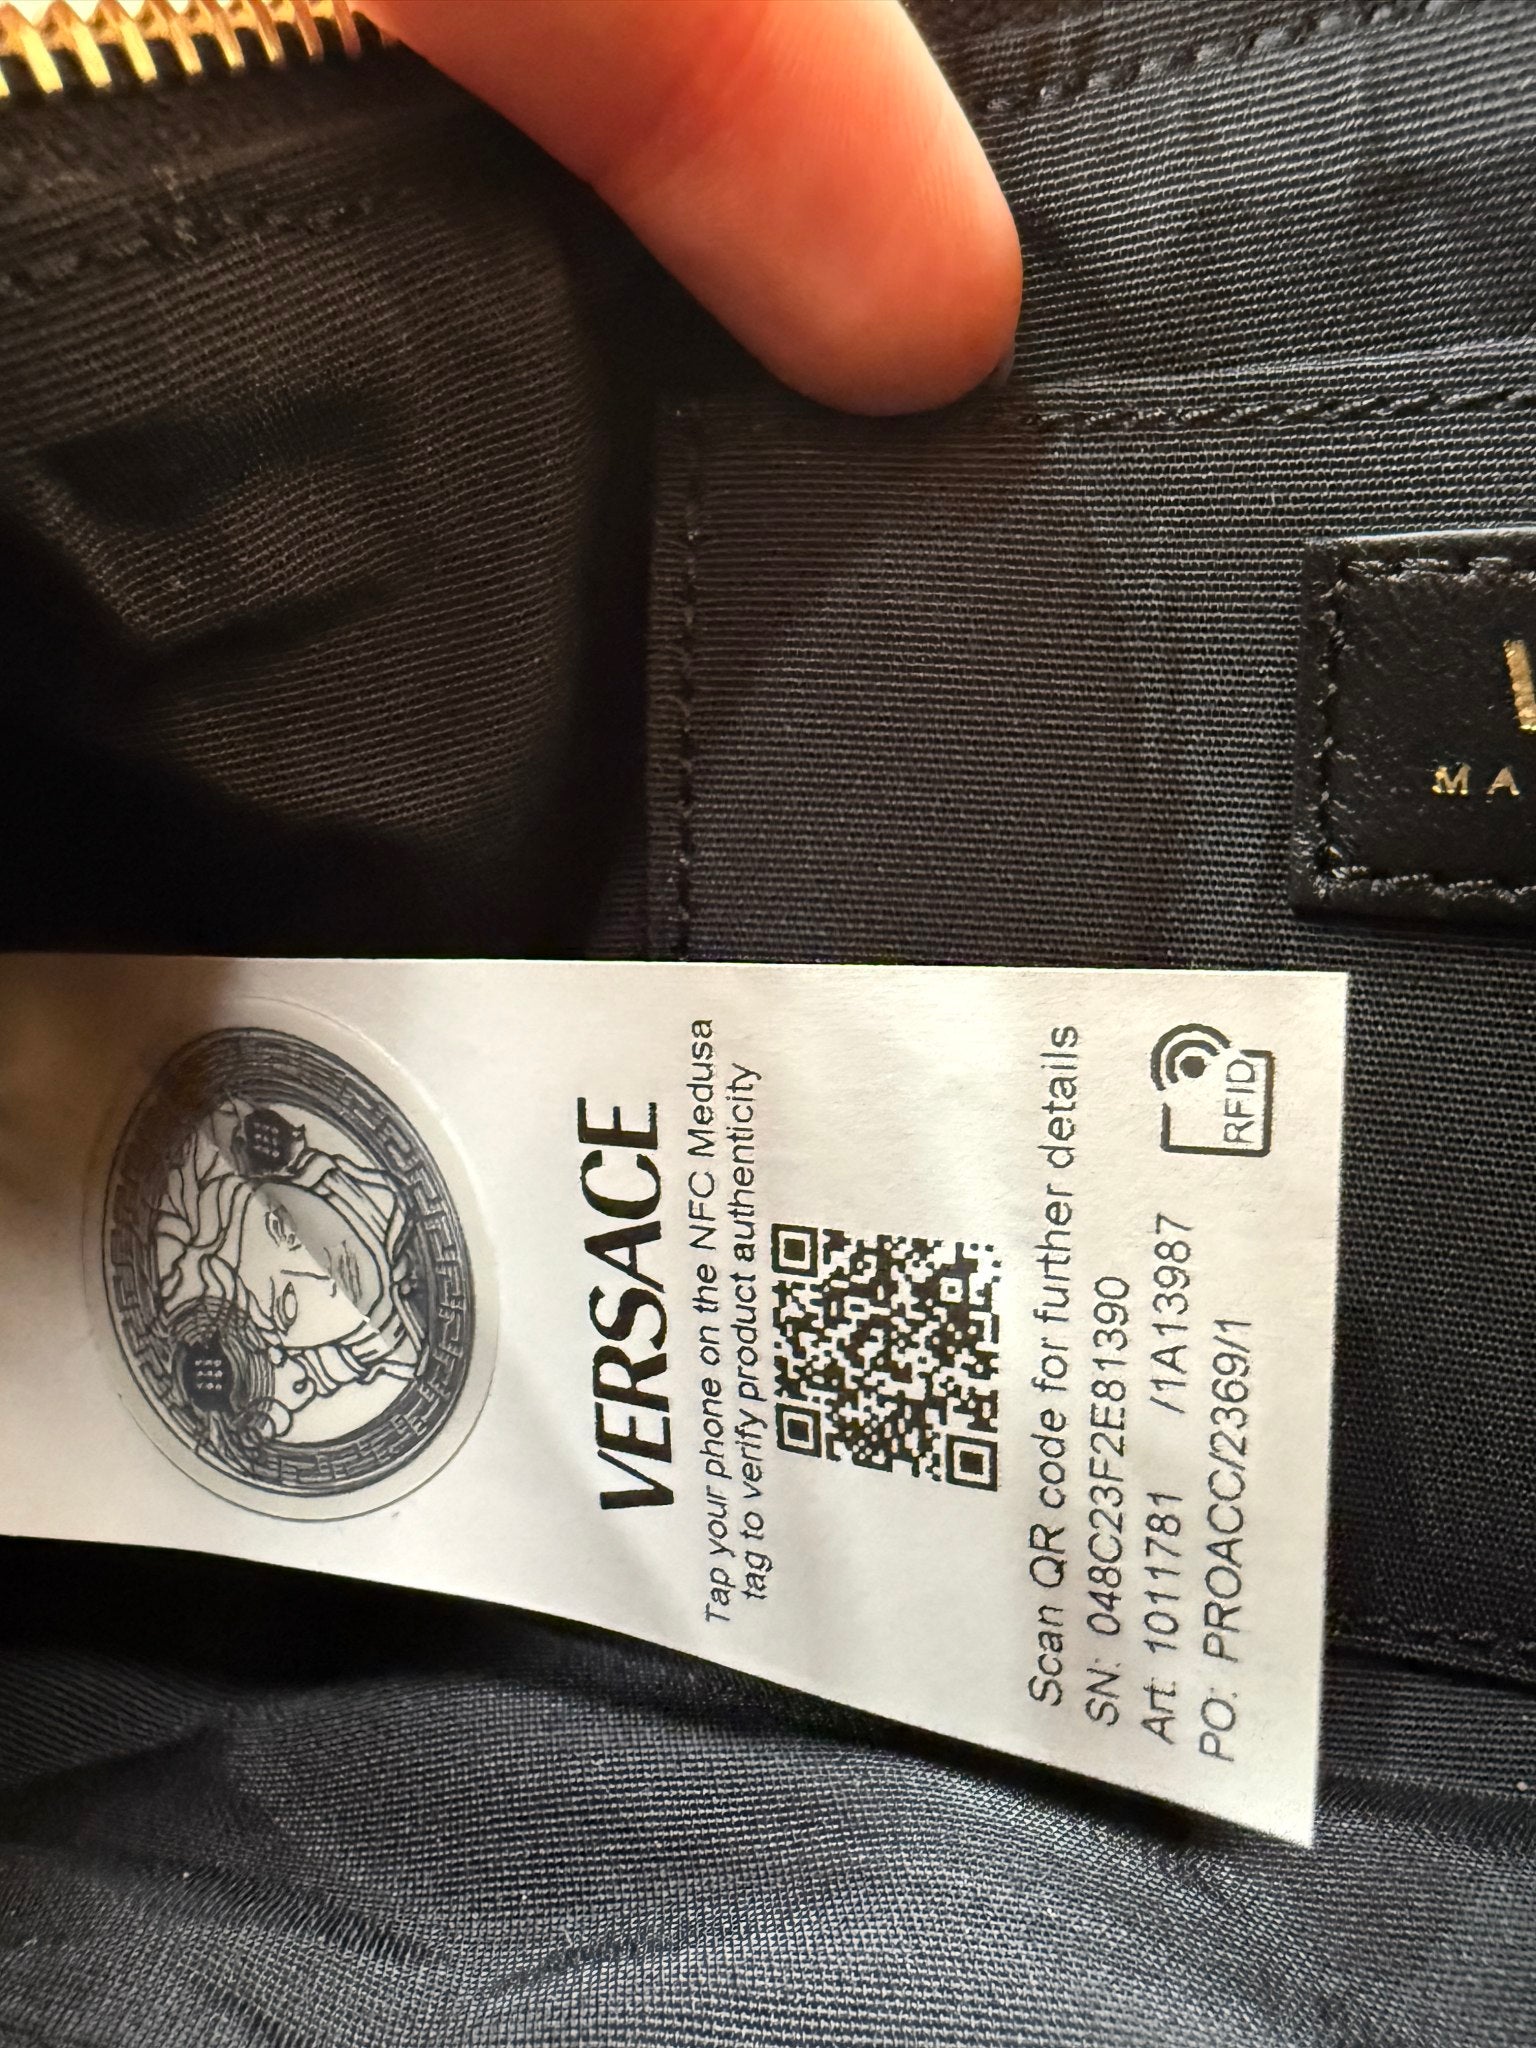 VERSACE
Tap your phone on the NFC Medusa
tag to verify product authenticity
Scan QR code for further details
SN: 048C23F2E81390
Art. 1011781 /1A13987
PO: PROACC/2369/1
RFID
V
MA